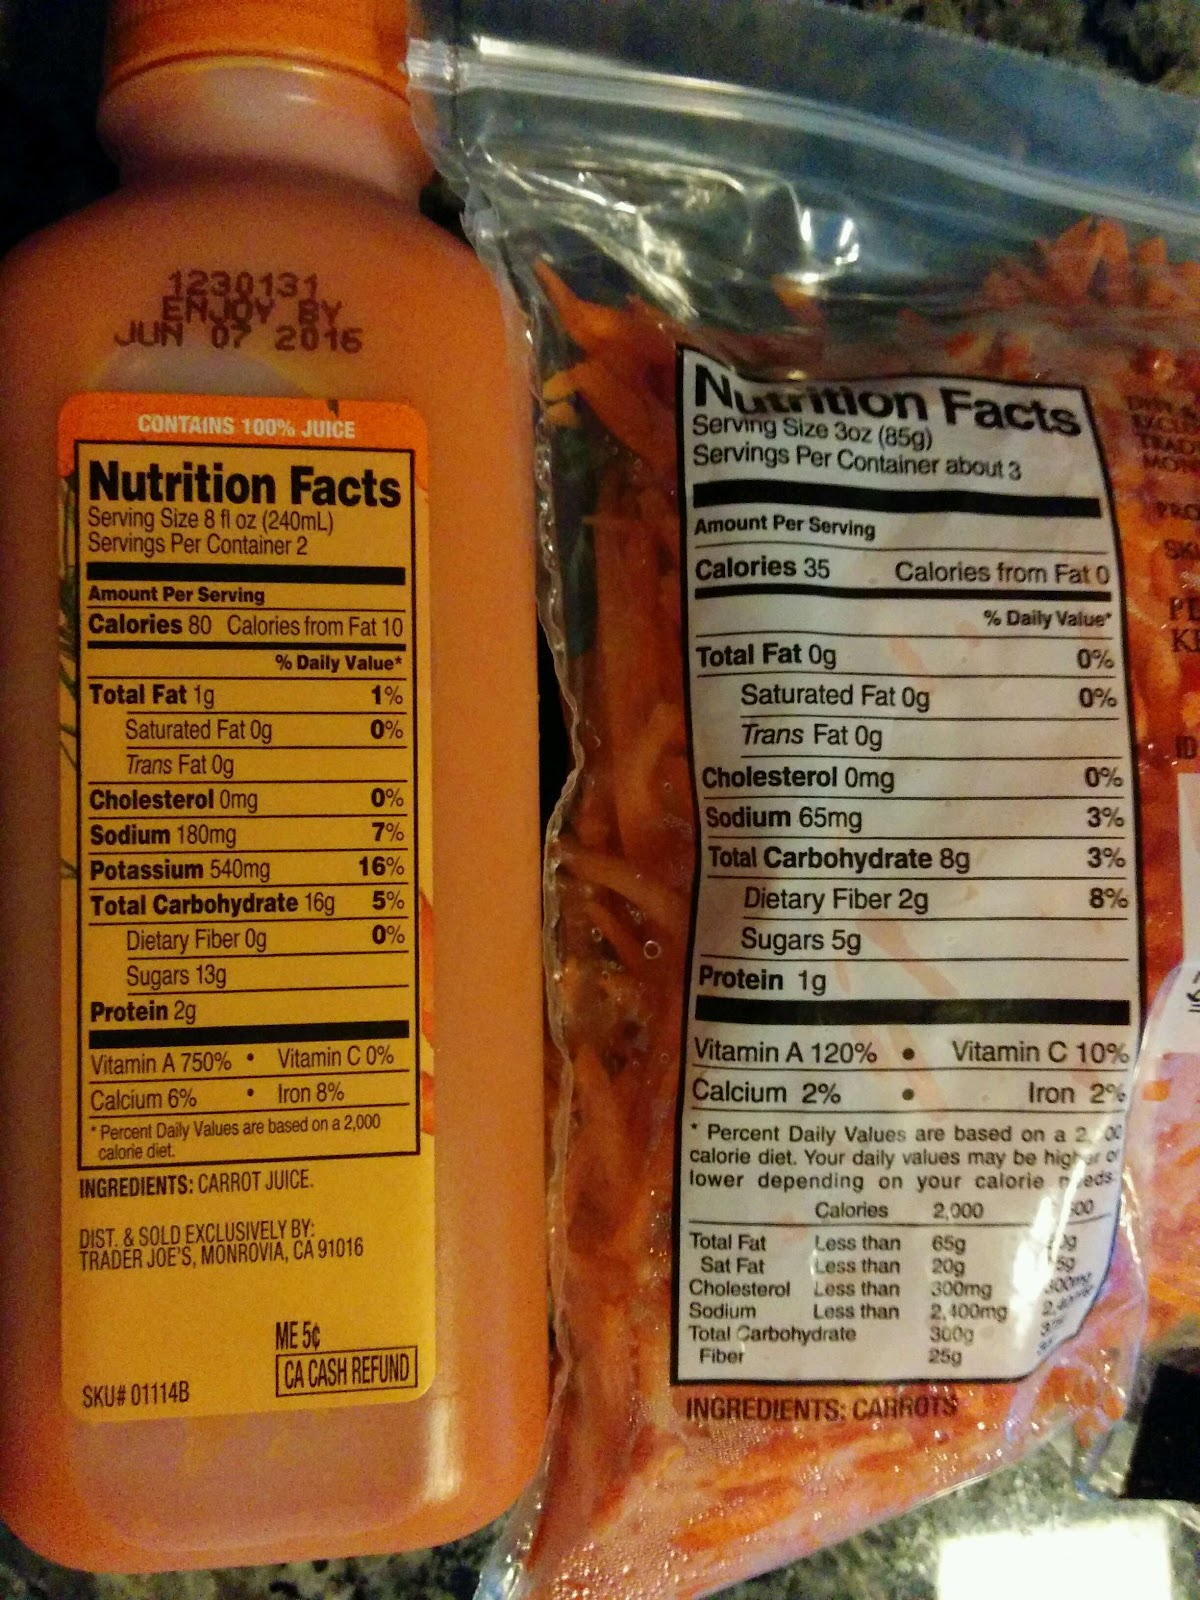 1230131
ENJOY BY
JUN 07 2016
CONTAINS 100% JUICE
Nutrition Facts
Serving Size 8 fl oz (240mL)
Servings Per Container 2
Amount Per Serving
Calories 80 Calories from Fat 10
% Daily Value*
Total Fat 1g 1%
Saturated Fat 0g 0%
Trans Fat 0g
Cholesterol 0mg 0%
Sodium 180mg 7%
Potassium 540mg 16%
Total Carbohydrate 16g 5%
Dietary Fiber 0g 0%
Sugars 13g
Protein 2g
Vitamin A 750% • Vitamin C 0%
Calcium 6% • Iron 8%
* Percent Daily Values are based on a 2,000
calorie diet.
INGREDIENTS: CARROT JUICE.
DIST. & SOLD EXCLUSIVELY BY:
TRADER JOE'S, MONROVIA, CA 91016
ME 5¢
CA CASH REFUND
SKU# 01114B
Nutrition Facts
Serving Size 3oz (85g)
Servings Per Container about 3
Amount Per Serving
Calories 35 Calories from Fat 0
% Daily Value*
Total Fat 0g 0%
Saturated Fat 0g 0%
Trans Fat 0g
Cholesterol 0mg 0%
Sodium 65mg 3%
Total Carbohydrate 8g 3%
Dietary Fiber 2g 8%
Sugars 5g
Protein 1g
Vitamin A 120% • Vitamin C 10%
Calcium 2% • Iron 2%
* Percent Daily Values are based on a
calorie diet. Your daily values may be higher or
lower depending on your calorie needs.
Calories 2,000
Total Fat Less than 65g
Sat Fat Less than 20g
Cholesterol Less than 300mg
Sodium Less than 2,400mg
Total Carbohydrate 300g
Fiber 25g
INGREDIENTS: CARROTS